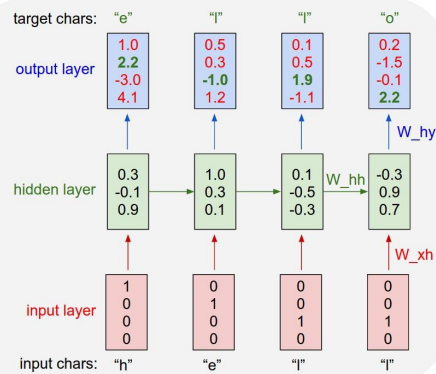 target chars: “e” “l” “l” “o”
output layer
1.0 0.5 0.1 0.2
2.2 0.3 0.5 -1.5
-3.0 -1.0 1.9 -0.1
4.1 1.2 -1.1 2.2
W_hy
hidden layer
0.3 1.0 0.1 -0.3
-0.1 0.3 -0.5 0.9
0.9 0.1 -0.3 0.7
W_hh
W_xh
input layer
1 0 0 0
0 1 0 0
0 0 1 1
0 0 0 0
input chars: “h” “e” “l” “l”